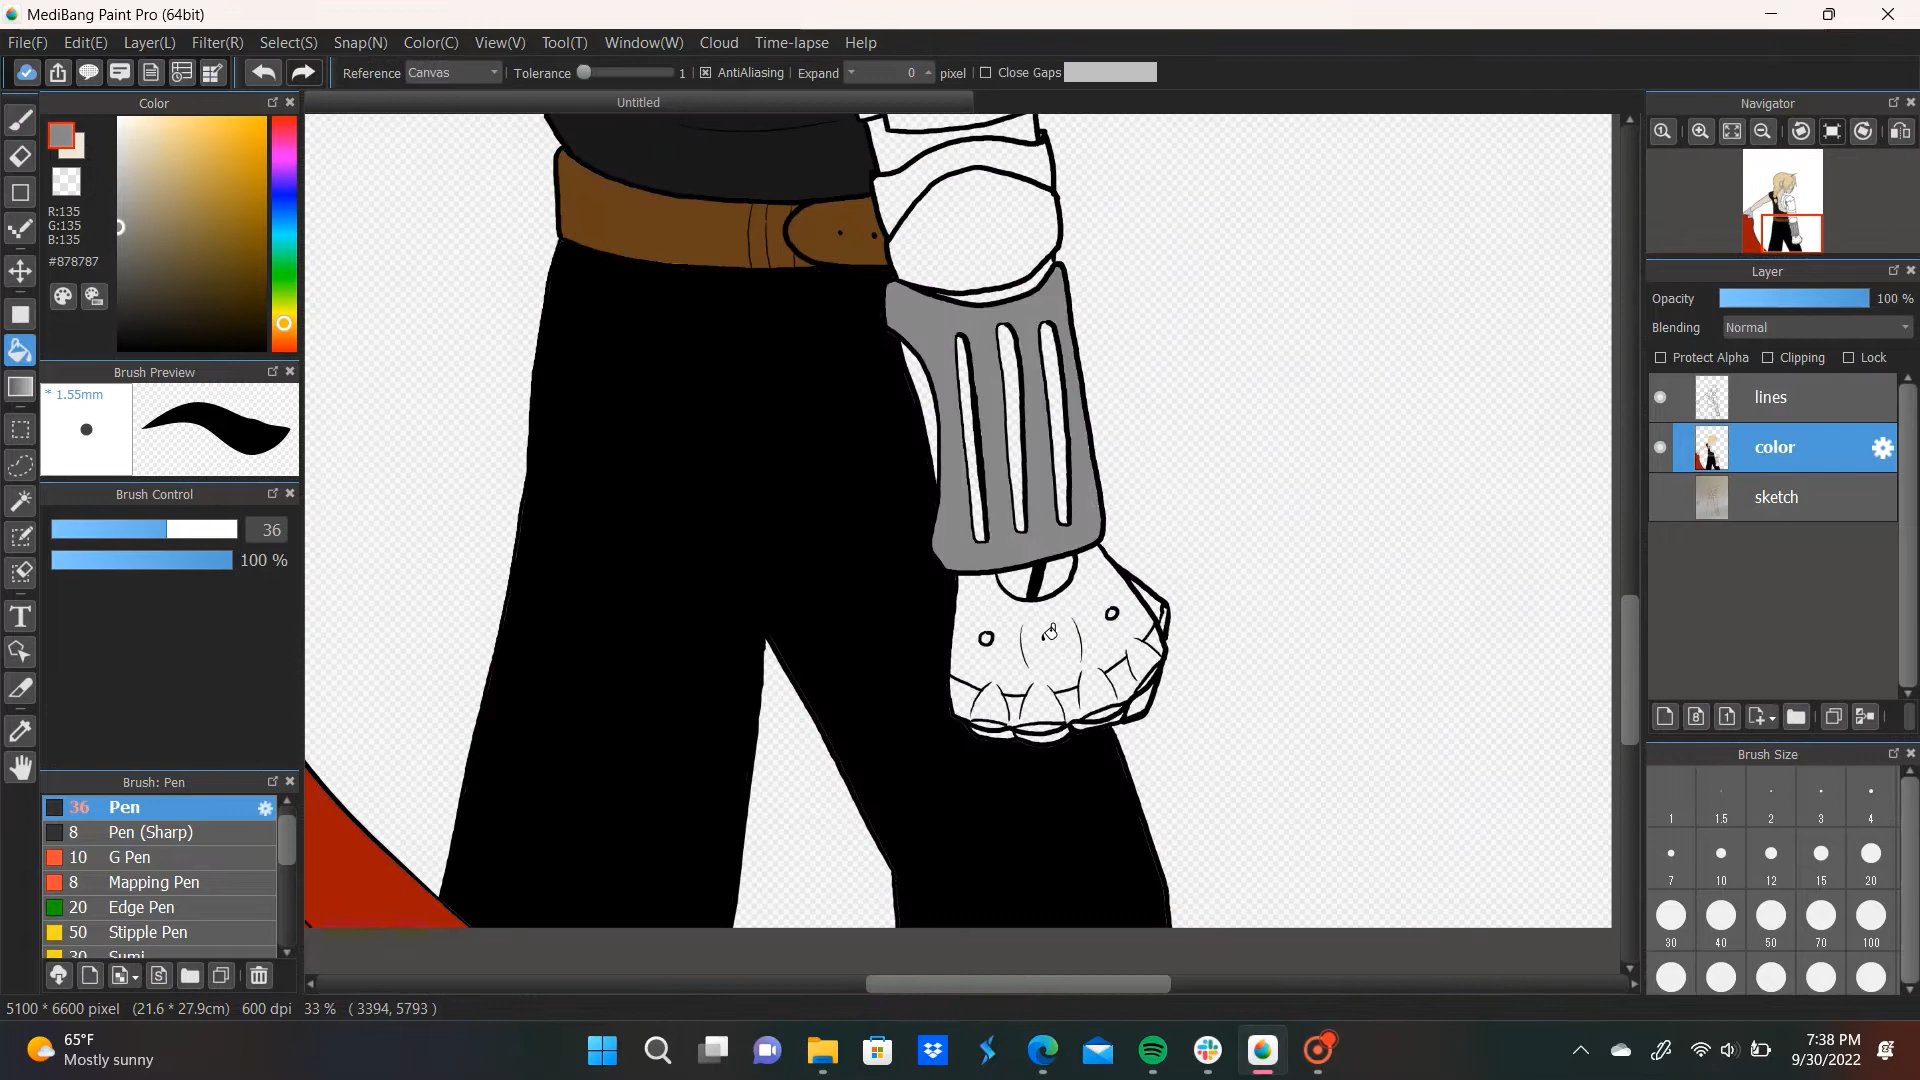 MediBang Paint Pro (64bit)
File(F) Edit(E) Layer(L) Filter(R) Select(S) Snap(N) Color(C) View(V) Tool(T) Window(W) Cloud Time-lapse Help
Reference Canvas Tolerance 1 AntiAliasing Expand 0 pixel Close Gaps
Color
Untitled
Navigator
R:135
G:135
B:135
#878787
Layer
Opacity 100 %
Blending Normal
Protect Alpha Clipping Lock
lines
color
sketch
Brush Preview
* 1.55mm
Brush Control
36
100 %
Brush: Pen
36 Pen
8 Pen (Sharp)
10 G Pen
8 Mapping Pen
20 Edge Pen
50 Stipple Pen
30 Sumi
Brush Size
1 1.5 2 3 4
7 10 12 15 20
30 40 50 70 100
5100 * 6600 pixel (21.6 * 27.9cm) 600 dpi 33 % ( 3394, 5793 )
65°F
Mostly sunny
7:38 PM
9/30/2022